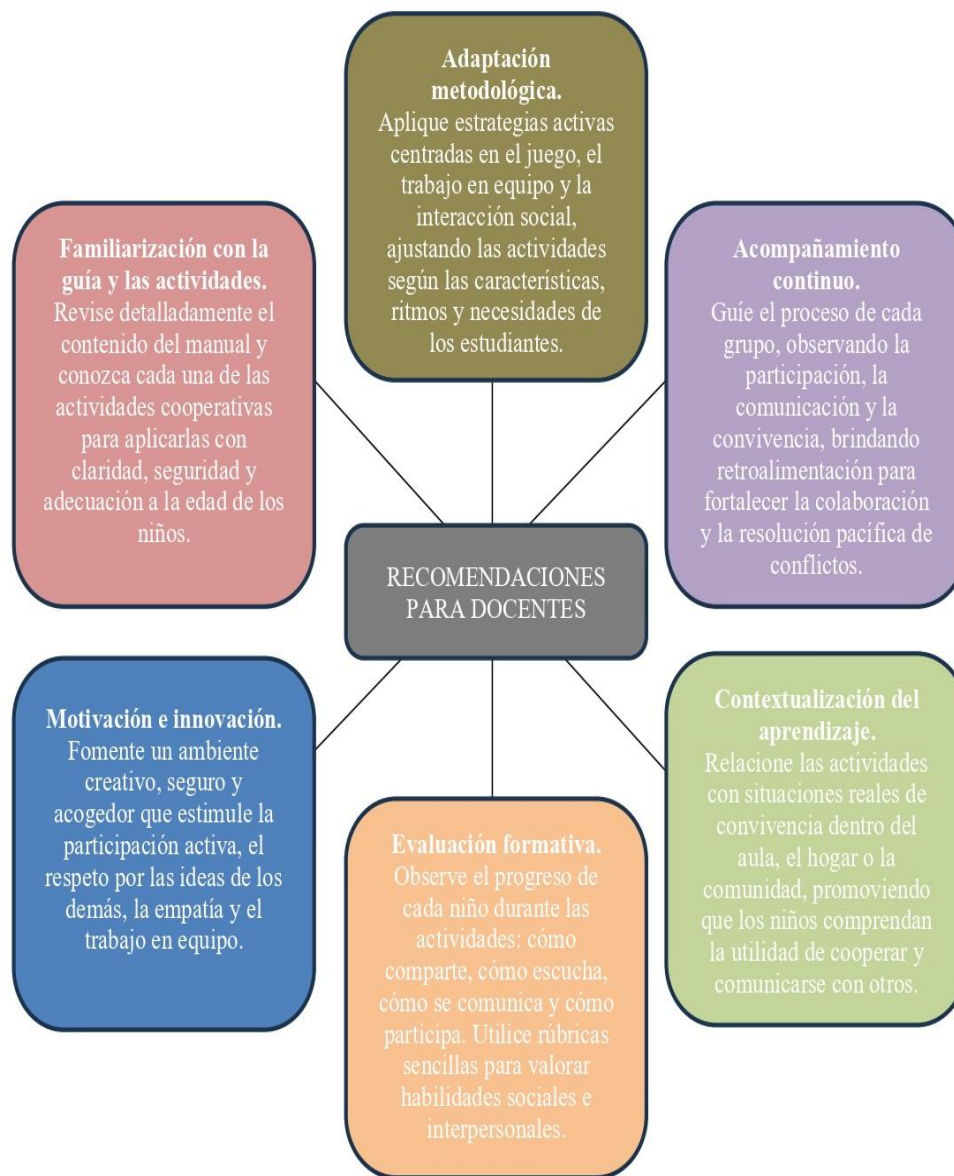 Adaptación
metodológica.
Aplique estrategias activas
centradas en el juego, el
trabajo en equipo y la
interacción social,
ajustando las actividades
según las características,
ritmos y necesidades de
los estudiantes.
Familiarización con la
guía y las actividades.
Revise detalladamente el
contenido del manual y
conozca cada una de las
actividades cooperativas
para aplicarlas con
claridad, seguridad y
adecuación a la edad de los
niños.
Acompañamiento
continuo.
Guíe el proceso de cada
grupo, observando la
participación, la
comunicación y la
convivencia, brindando
retroalimentación para
fortalecer la colaboración
y la resolución pacífica de
conflictos.
RECOMENDACIONES
PARA DOCENTES
Motivación e innovación.
Fomente un ambiente
creativo, seguro y
acogedor que estimule la
participación activa, el
respeto por las ideas de los
demás, la empatía y el
trabajo en equipo.
Contextualización del
aprendizaje.
Relacione las actividades
con situaciones reales de
convivencia dentro del
aula, el hogar o la
comunidad, promoviendo
que los niños comprendan
la utilidad de cooperar y
comunicarse con otros.
Evaluación formativa.
Observe el progreso de
cada niño durante las
actividades: cómo
comparte, cómo escucha,
cómo se comunica y cómo
participa. Utilice rúbricas
sencillas para valorar
habilidades sociales e
interpersonales.